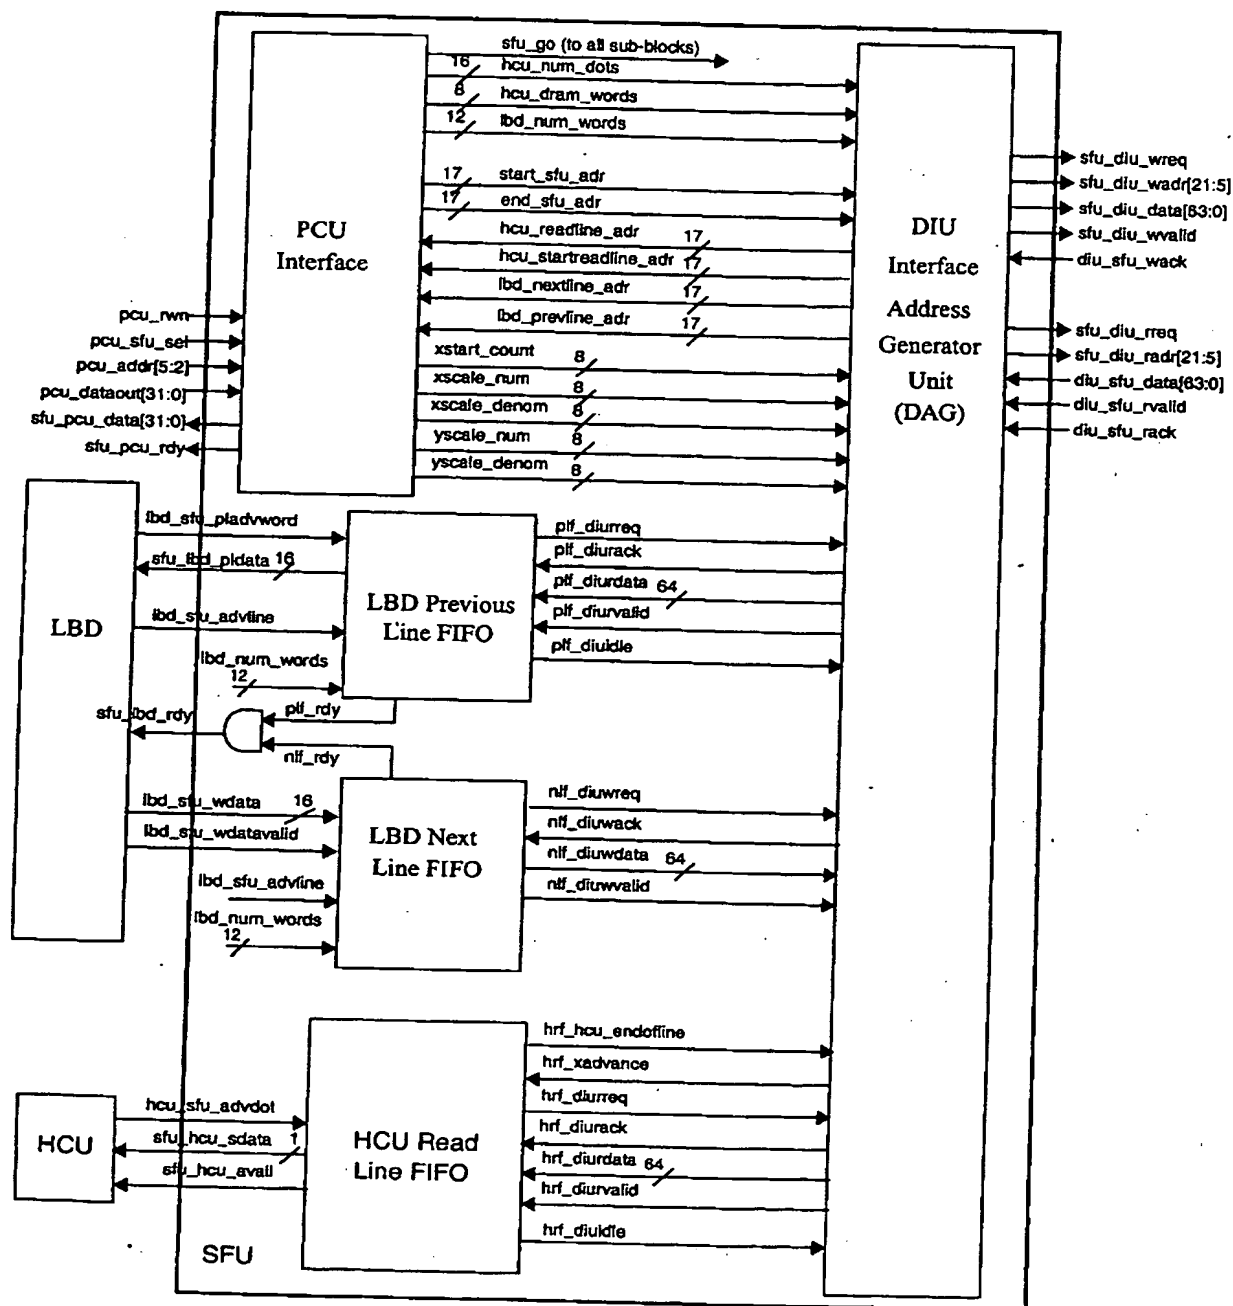 sfu_go (to all sub-blocks)
16 hcu_num_dots
8 hcu_dram_words
12 lbd_num_words
17 start_sfu_adr
17 end_sfu_adr
hcu_readline_adr 17
hcu_startreadline_adr 17
lbd_nextline_adr 17
lbd_prevline_adr 17
xstart_count 8
xscale_num 8
xscale_denom 8
yscale_num 8
yscale_denom 8
PCU
Interface
DIU
Interface
Address
Generator
Unit
(DAG)
sfu_diu_wreq
sfu_diu_wadr[21:5]
sfu_diu_data[63:0]
sfu_diu_wvalid
diu_sfu_wack
sfu_diu_rreq
sfu_diu_radr[21:5]
diu_sfu_data[63:0]
diu_sfu_rvalid
diu_sfu_rack
pcu_rwn
pcu_sfu_sel
pcu_addr[5:2]
pcu_dataout[31:0]
sfu_pcu_data[31:0]
sfu_pcu_rdy
LBD
lbd_sfu_pladvword
sfu_lbd_pldata 16
lbd_sfu_advline
lbd_num_words
12
LBD Previous
Line FIFO
plf_diurreq
plf_diurack
plf_diurdata 64
plf_diurvalid
plf_diuidle
sfu_lbd_rdy
plf_rdy
nlf_rdy
lbd_sfu_wdata 16
lbd_sfu_wdatavalid
lbd_sfu_advline
lbd_num_words
12
LBD Next
Line FIFO
nlf_diuwreq
nlf_diuwack
nlf_diuwdata 64
nlf_diuwvalid
HCU
hcu_sfu_advdot
sfu_hcu_sdata 1
sfu_hcu_avail
HCU Read
Line FIFO
hrf_hcu_endofline
hrf_xadvance
hrf_diurreq
hrf_diurack
hrf_diurdata 64
hrf_diurvalid
hrf_diuidle
SFU